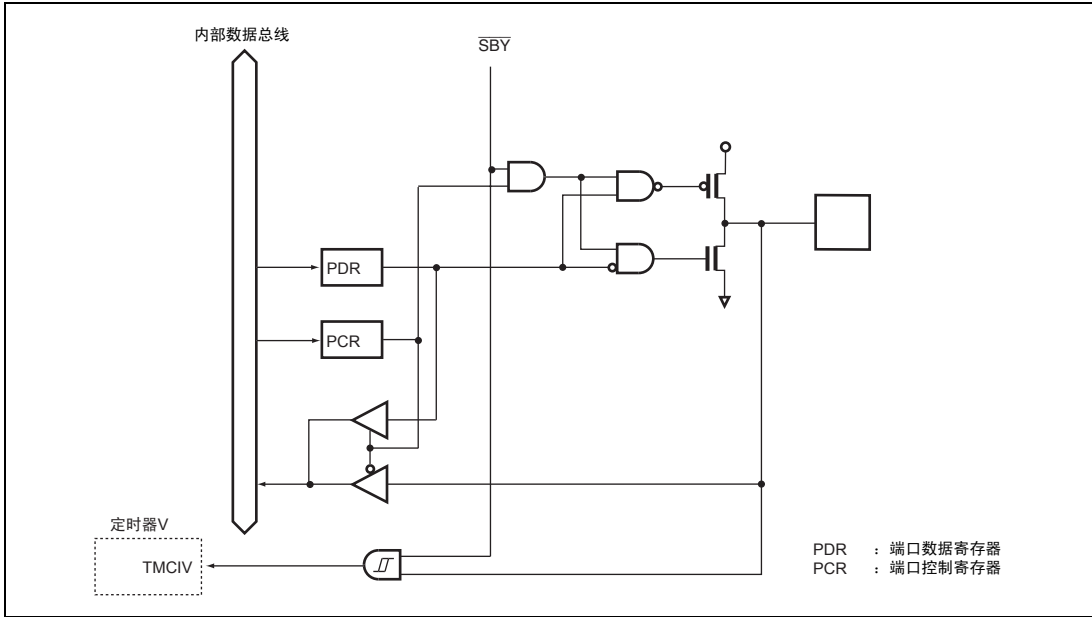 内部数据总线
SBY
PDR
PCR
定时器V
TMCIV
PDR : 端口数据寄存器
PCR : 端口控制寄存器